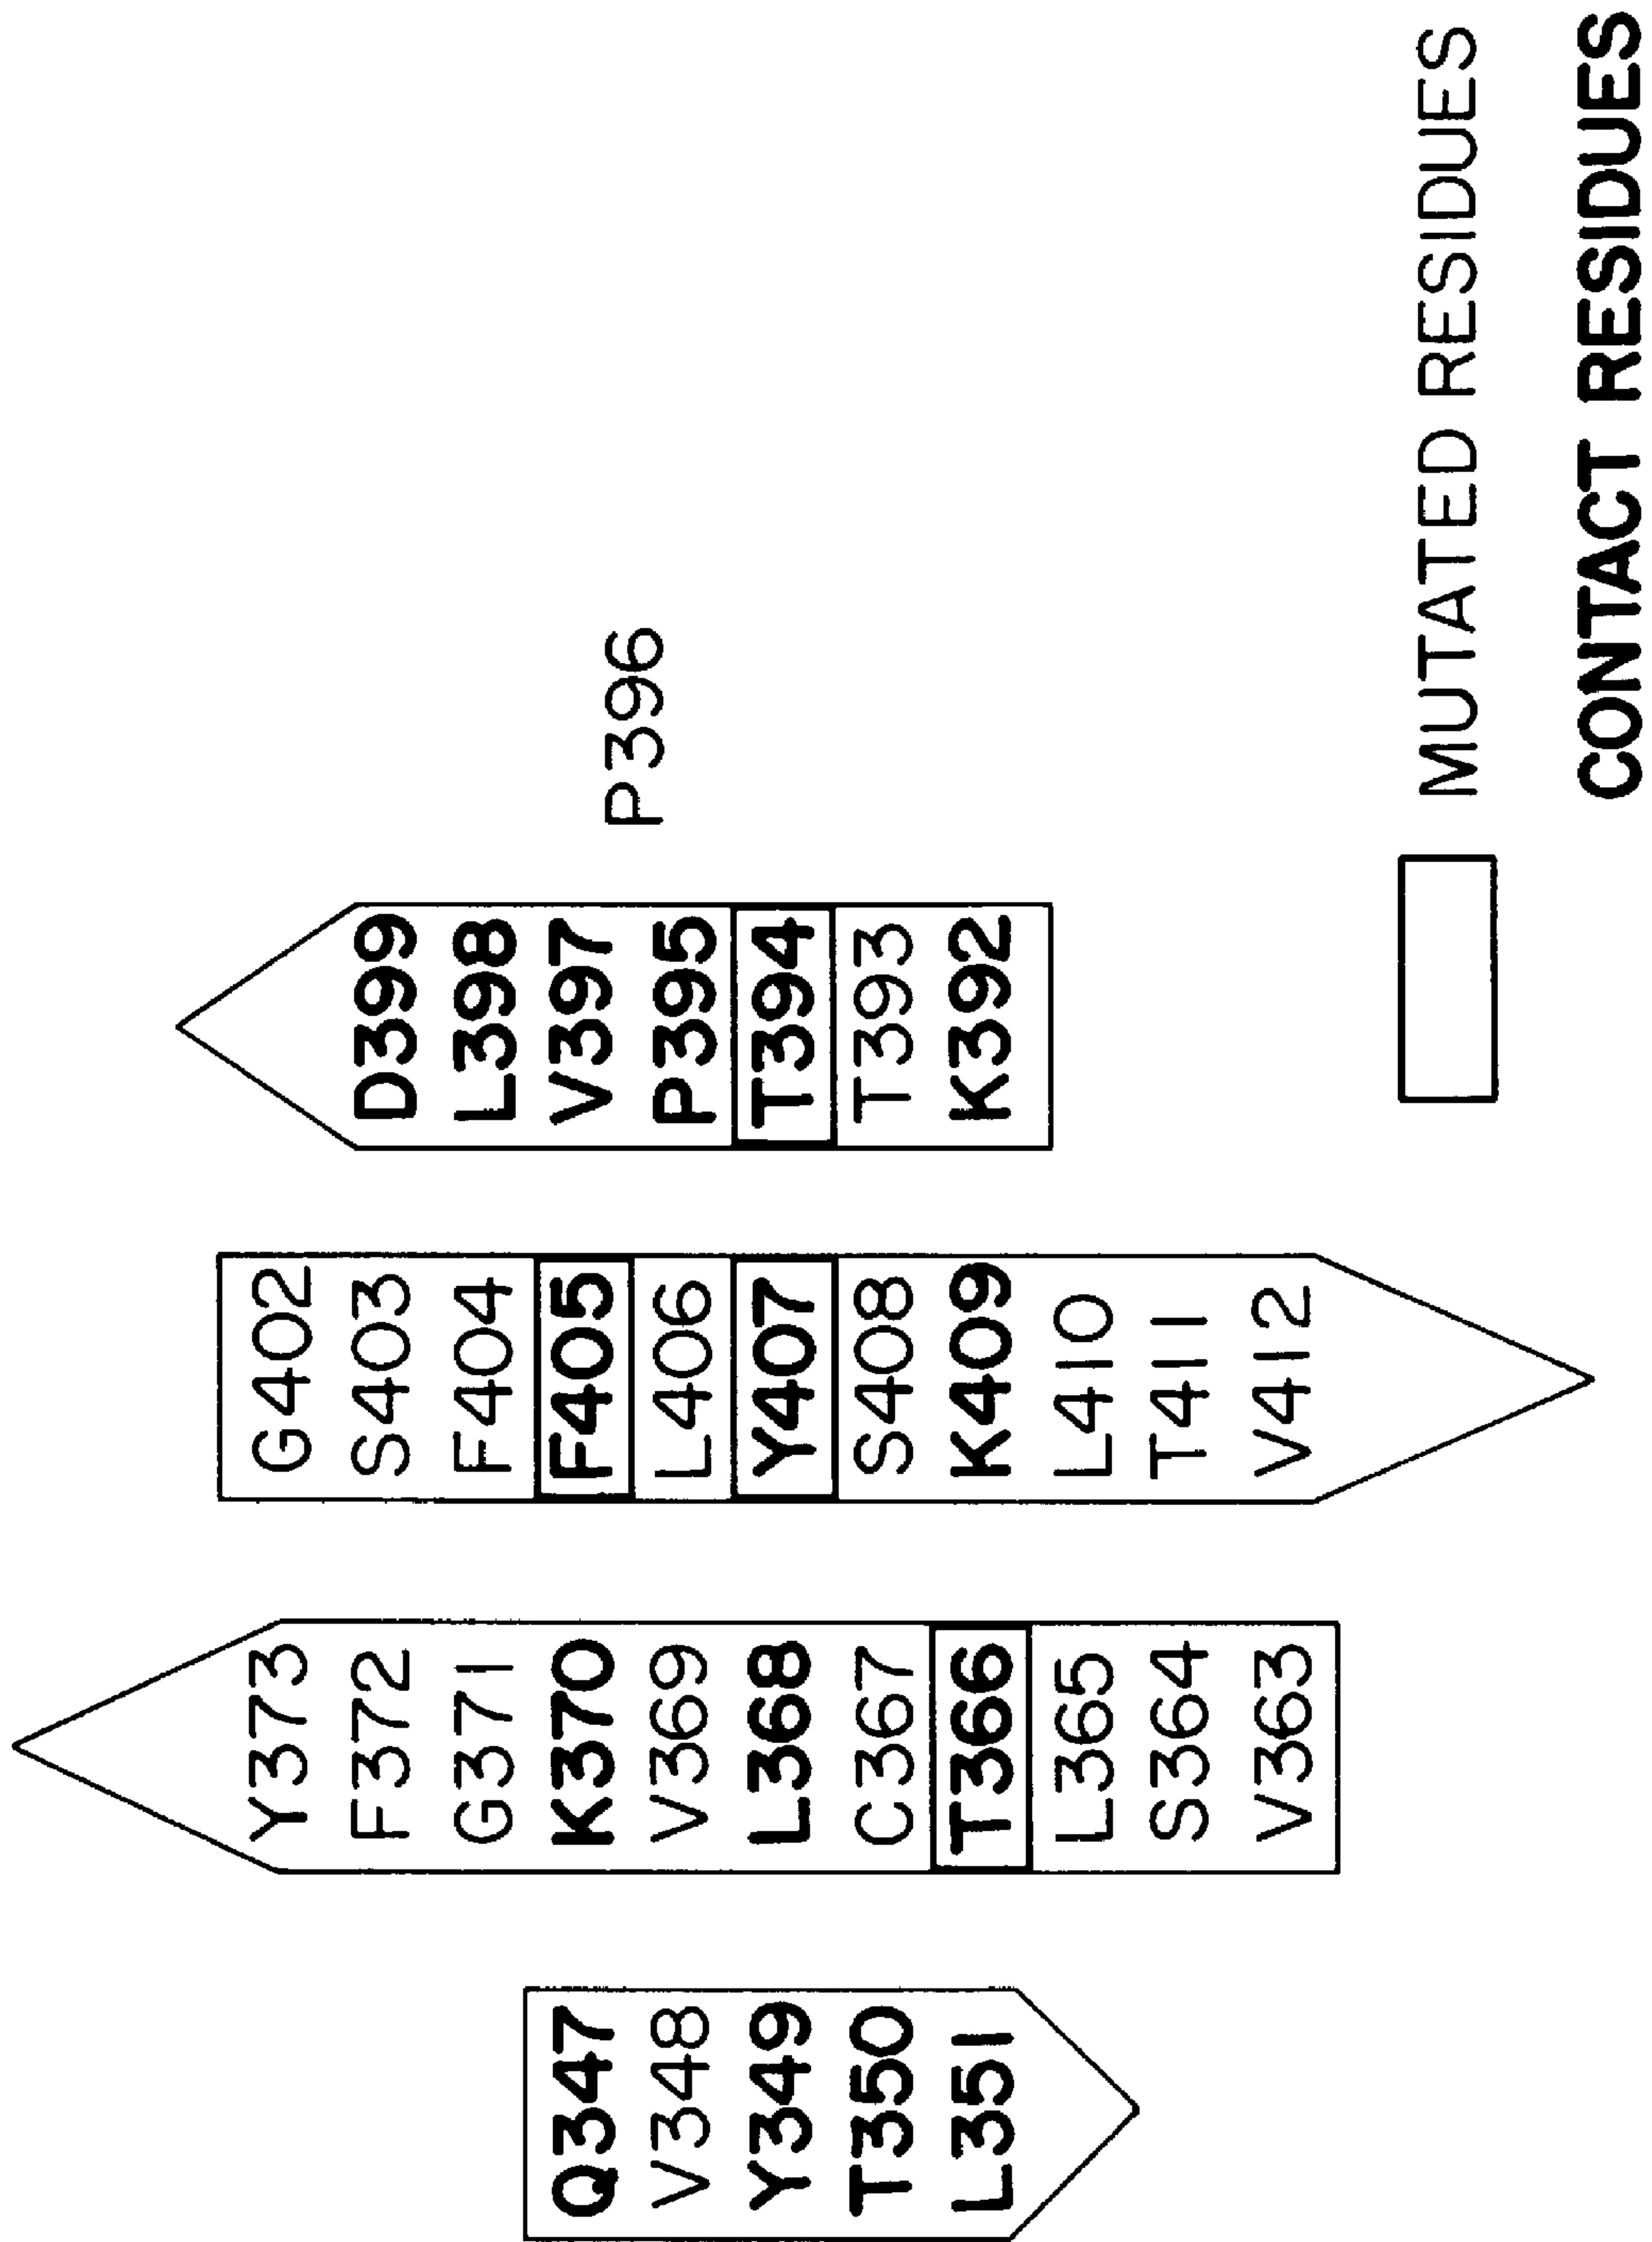 Q347
V348
Y349
T350
L351
Y373
F372
G371
K370
V369
L368
C367
T366
L365
S364
V363
G402
S403
F404
F405
L406
Y407
S408
K409
L410
T411
V412
D399
L398
V397
P395
T394
T393
K392
P396
MUTATED RESIDUES
CONTACT RESIDUES